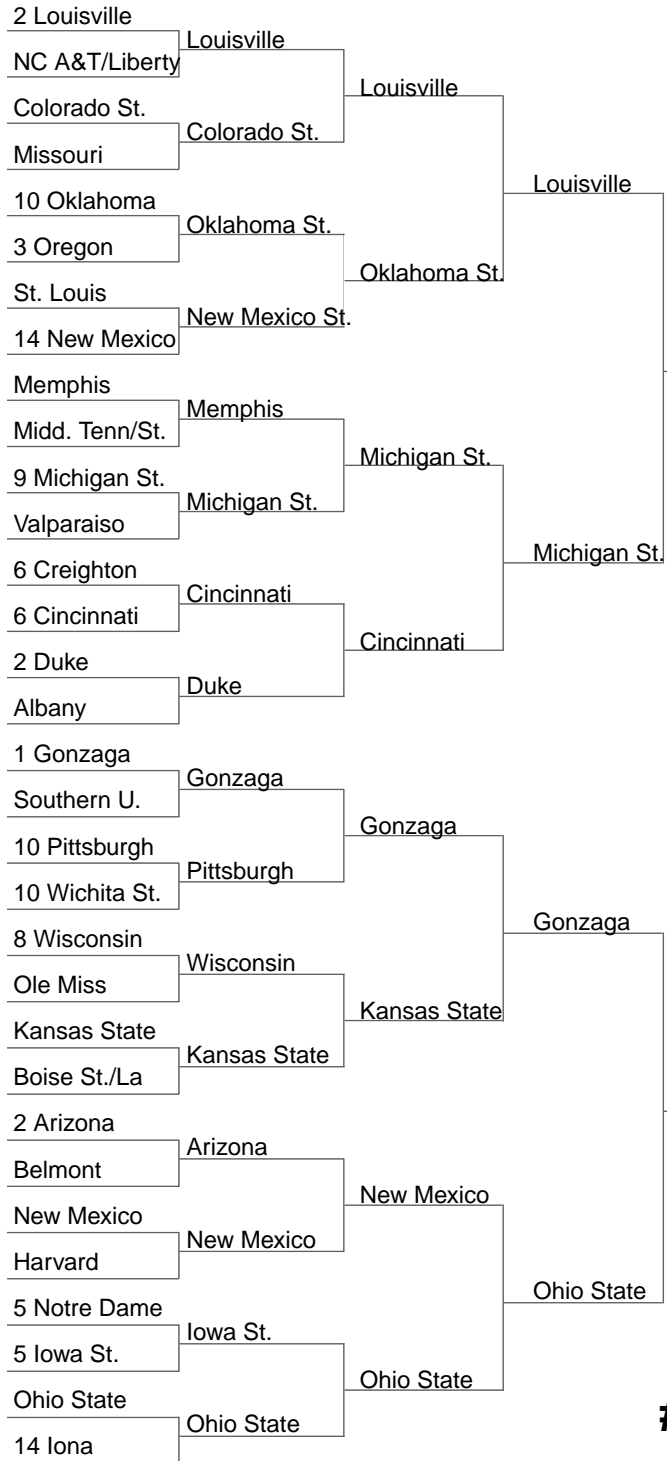 2 Louisville
NC A&T/Liberty
Colorado St.
Missouri
10 Oklahoma
3 Oregon
St. Louis
14 New Mexico
Memphis
Midd. Tenn/St.
9 Michigan St.
Valparaiso
6 Creighton
6 Cincinnati
2 Duke
Albany
1 Gonzaga
Southern U.
10 Pittsburgh
10 Wichita St.
8 Wisconsin
Ole Miss
Kansas State
Boise St./La
2 Arizona
Belmont
New Mexico
Harvard
5 Notre Dame
5 Iowa St.
Ohio State
14 Iona
Louisville
Colorado St.
Oklahoma St.
New Mexico St.
Memphis
Michigan St.
Cincinnati
Duke
Gonzaga
Pittsburgh
Wisconsin
Kansas State
Arizona
New Mexico
Iowa St.
Ohio State
Louisville
Oklahoma St.
Michigan St.
Cincinnati
Gonzaga
Kansas State
New Mexico
Ohio State
Louisville
Michigan St.
Gonzaga
Ohio State